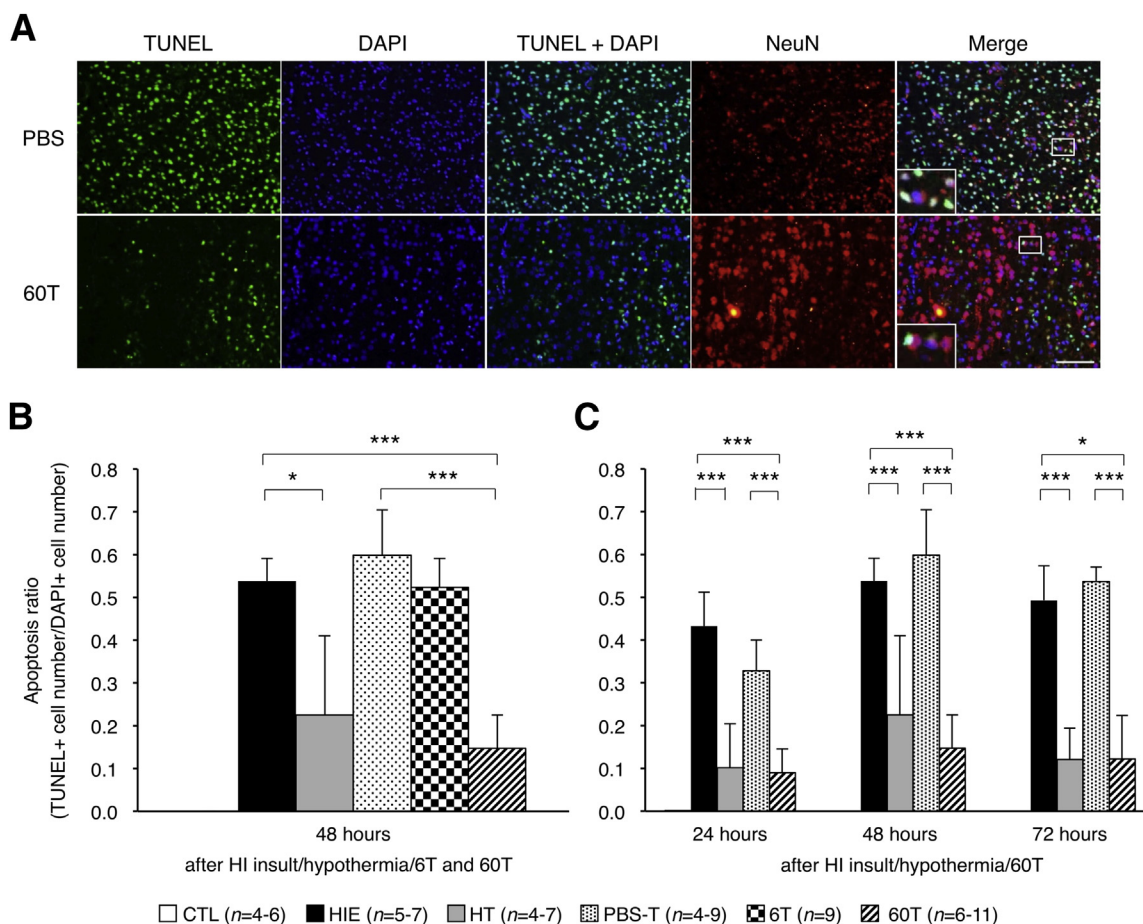 A
TUNEL DAPI TUNEL + DAPI NeuN Merge
PBS
60T
B
Apoptosis ratio
(TUNEL+ cell number/DAPI+ cell number)
0.8
0.7
0.6
0.5
0.4
0.3
0.2
0.1
0.0
***
*
***
48 hours
after HI insult/hypothermia/6T and 60T
C
0.8
0.7
0.6
0.5
0.4
0.3
0.2
0.1
0.0
*** *** *
*** *** *** *** *** ***
24 hours 48 hours 72 hours
after HI insult/hypothermia/60T
CTL (n=4-6) HIE (n=5-7) HT (n=4-7) PBS-T (n=4-9) 6T (n=9) 60T (n=6-11)